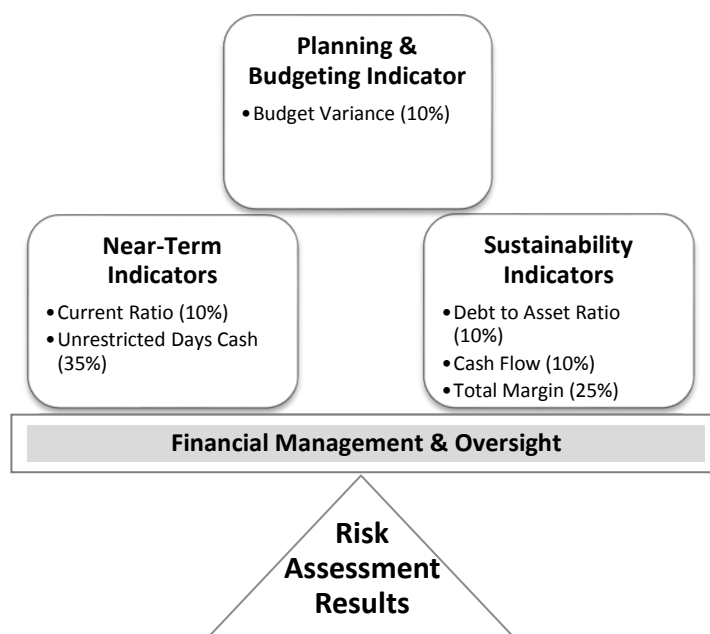 Planning &
Budgeting Indicator
•Budget Variance (10%)
Near-Term
Indicators
•Current Ratio (10%)
•Unrestricted Days Cash
(35%)
Sustainability
Indicators
•Debt to Asset Ratio
(10%)
•Cash Flow (10%)
•Total Margin (25%)
Financial Management & Oversight
Risk
Assessment
Results